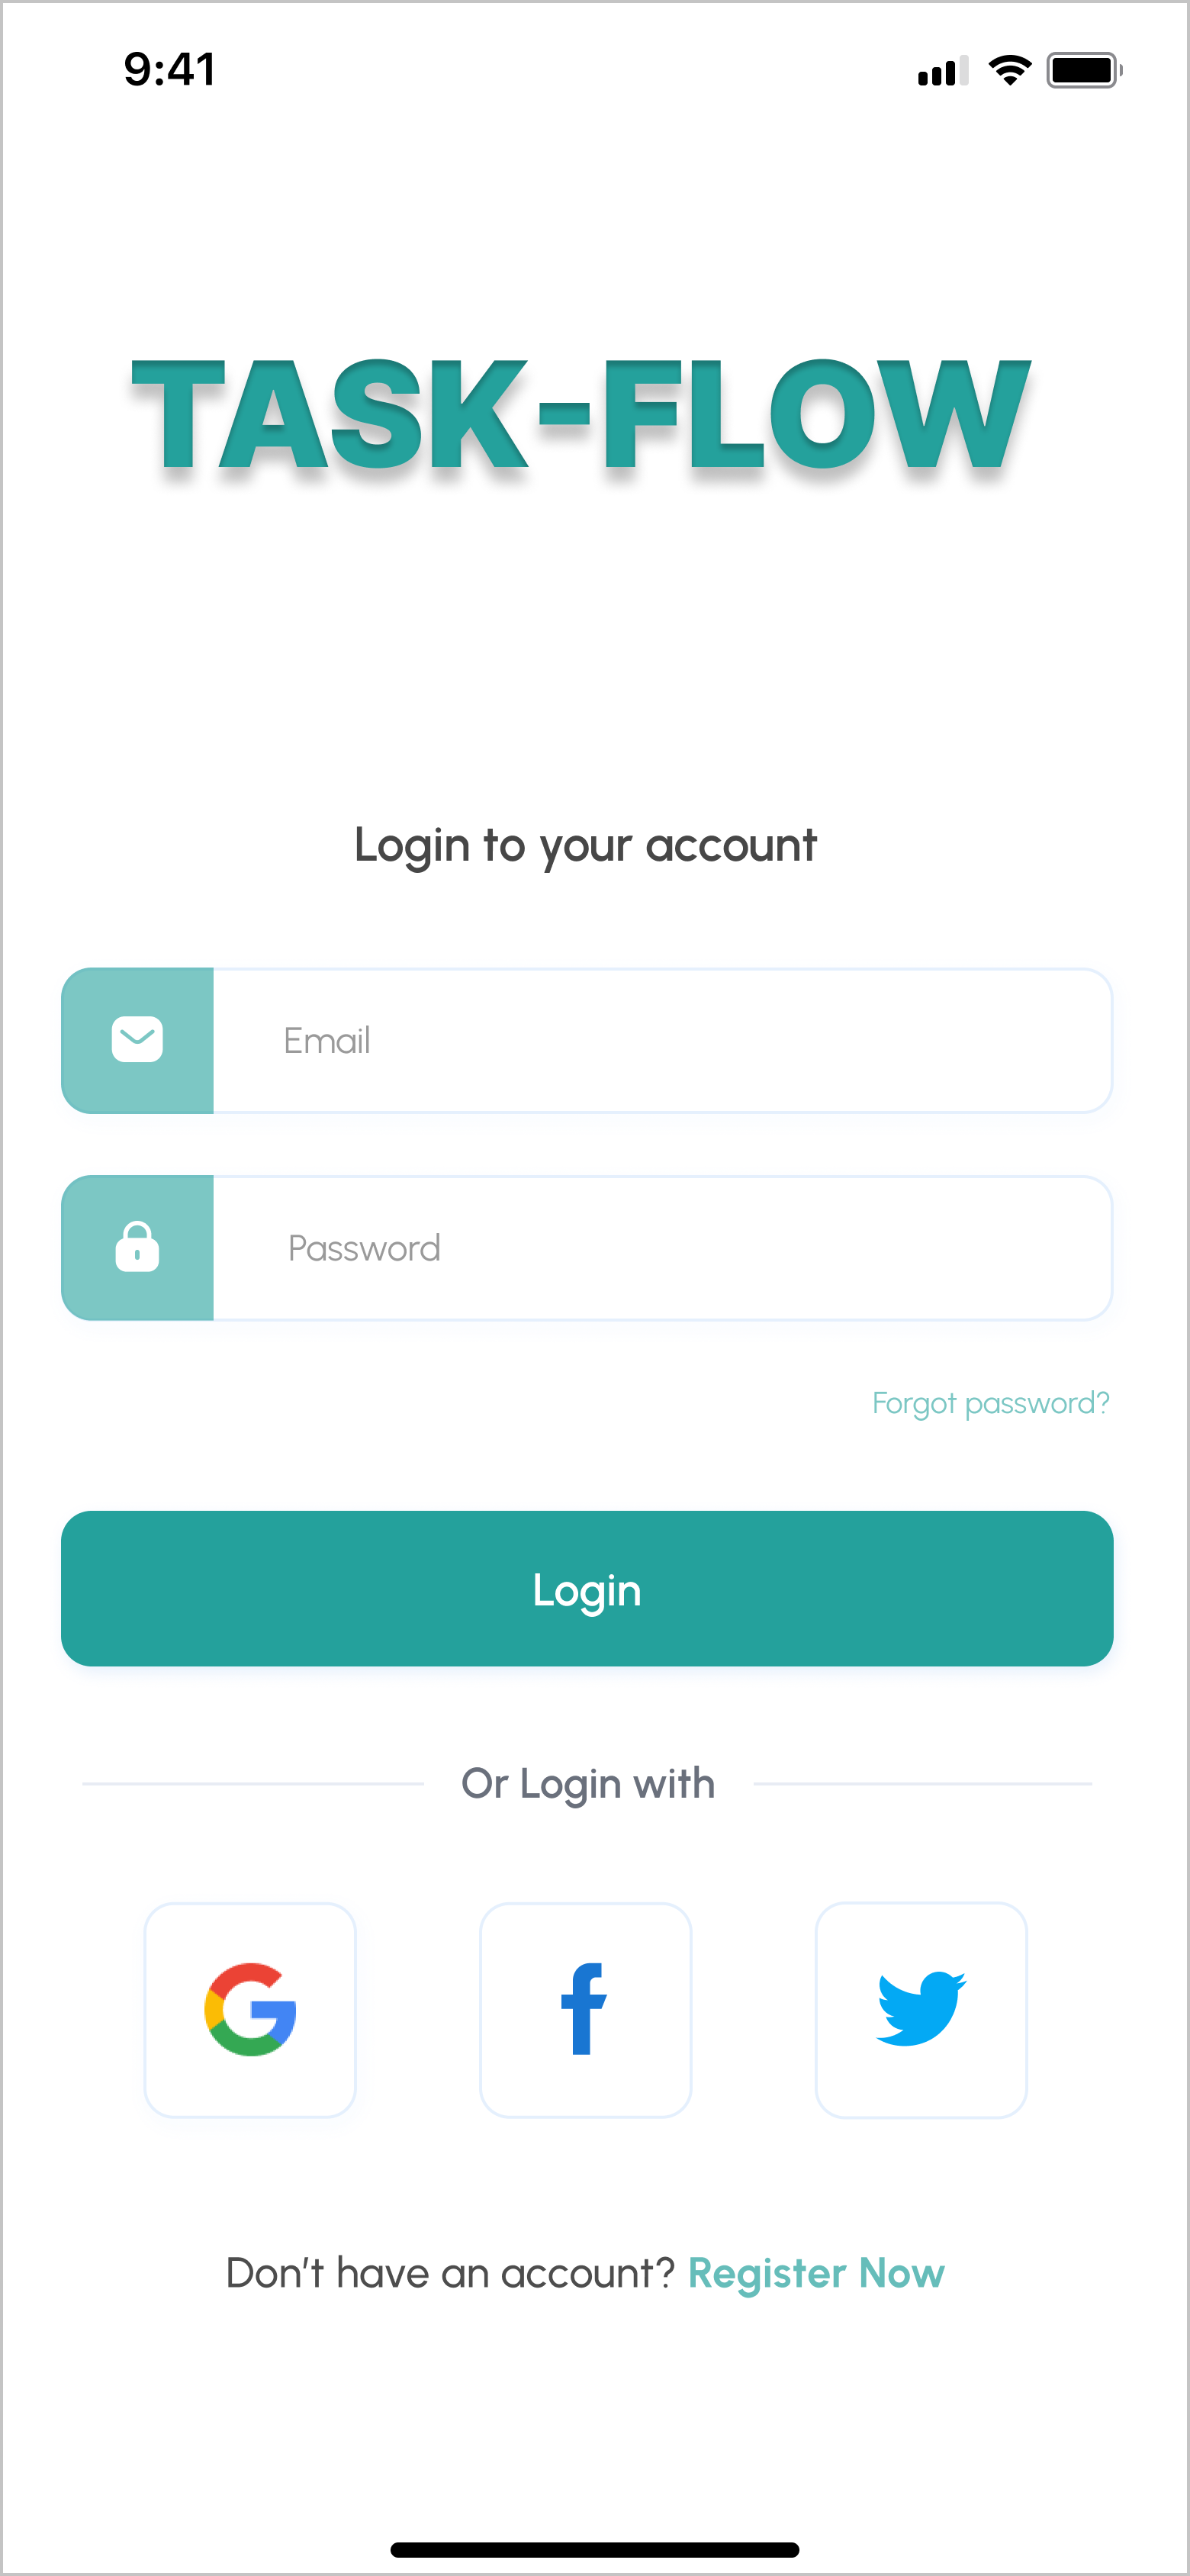 9:41
TASK-FLOW
Login to your account
Email
Password
Forgot password?
Login
Or Login with
Don't have an account? Register Now